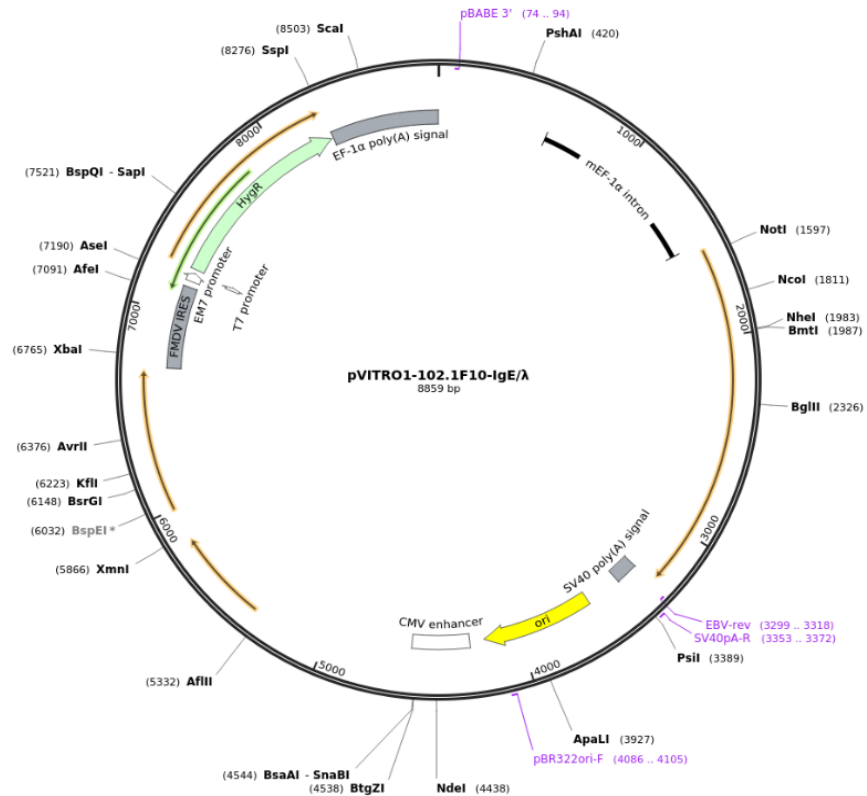 pBABE 3' (74 .. 94)
(8503) ScaI
PshAI (420)
(8276) SspI
8000
EF-1α poly(A) signal
1000
mEF-1α intron
(7521) BspQI - SapI
HygR
NotI (1597)
(7190) AseI
(7091) AfeI
EM7 promoter
T7 promoter
NcoI (1811)
7000
FMDV IRES
2000
NheI (1983)
BmtI (1987)
(6765) XbaI
pVITRO1-102.1F10-IgE/λ
8859 bp
BglII (2326)
(6376) AvrII
(6223) KflI
(6148) BsrGI
(6032) BspEI *
6000
3000
SV40 poly(A) signal
(5866) XmnI
CMV enhancer
ori
EBV-rev (3299 .. 3318)
SV40pA-R (3353 .. 3372)
PsiI (3389)
5000
4000
(5332) AflII
ApaLI (3927)
pBR322ori-F (4086 .. 4105)
(4544) BsaAI - SnaBI
(4538) BtgZI
NdeI (4438)